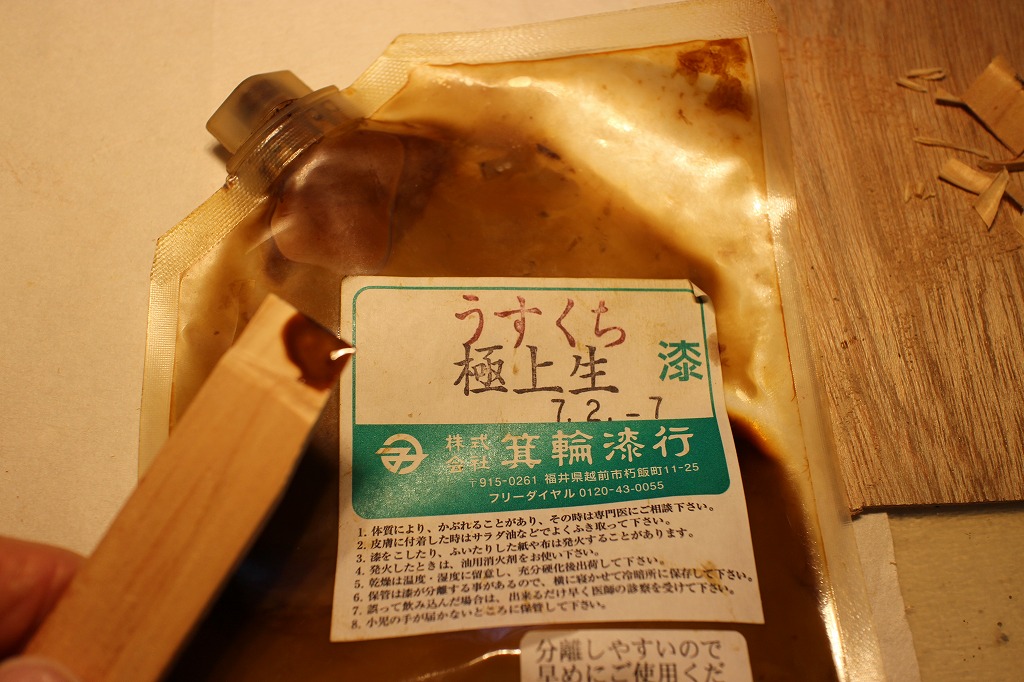 うすくち
極上生
漆
7.2.-7
株式会社 箕輪漆行
〒915-0261 福井県越前市朽飯町11-25
フリーダイヤル 0120-43-0055
1. 体質により、かぶれることがあり、その時は専門医にご相談下さい。
2. 皮膚に付着した時はサラダ油などでよくふき取って下さい。
3. 漆をこしたり、ふいたりした紙や布は発火することがあります。
4. 発火したときは、油用消火剤をお使い下さい。
5. 乾燥は温度・湿度に留意し、充分硬化後出荷して下さい。
6. 保管は漆が分離する事があるので、横に寝かせて冷暗所に保存して下さい。
7. 誤って飲み込んだ場合は、出来るだけ早く医師の診察を受けて下さい。
8. 小児の手が届かないところに保管して下さい。
分離しやすいので
早めにご使用くだ